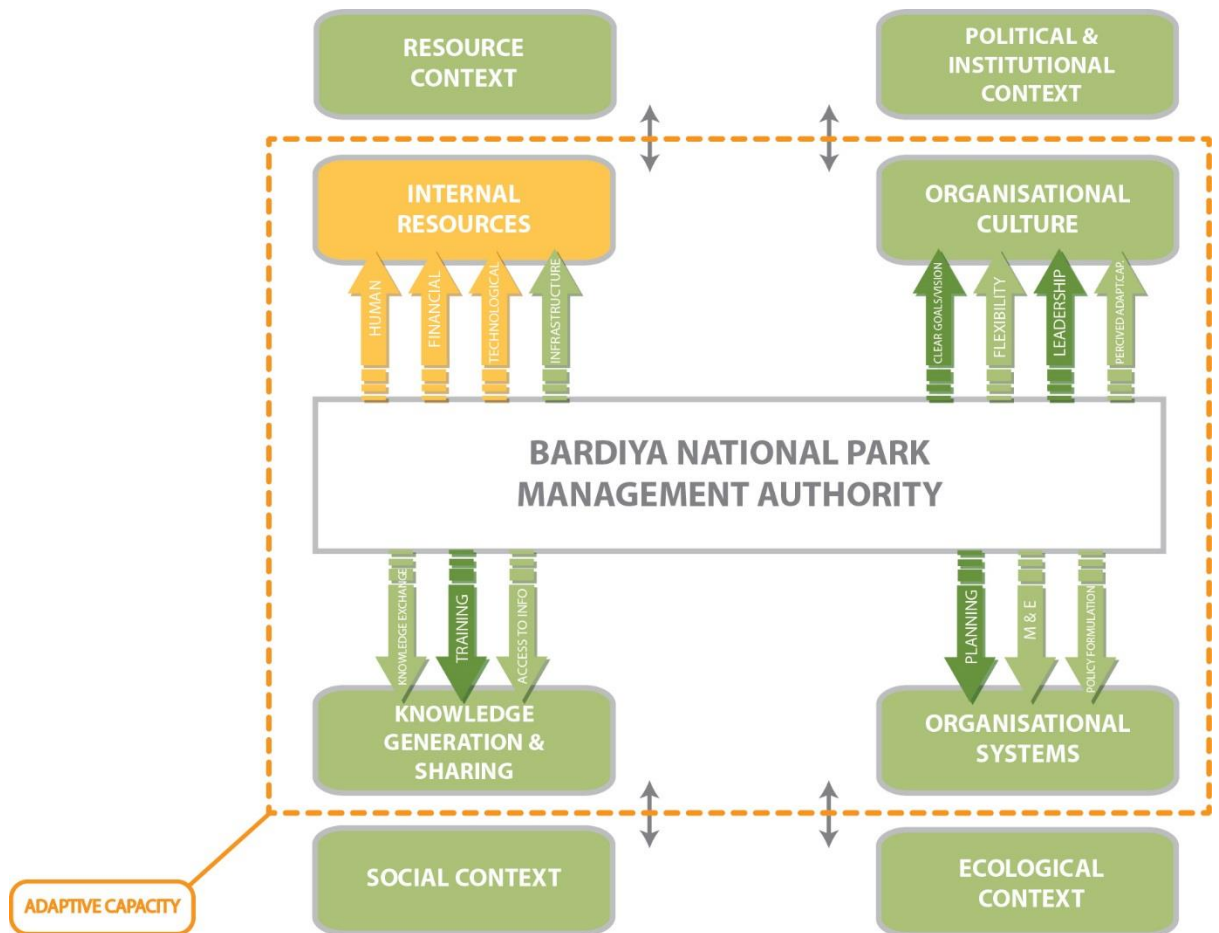 RESOURCE
CONTEXT
POLITICAL &
INSTITUTIONAL
CONTEXT
INTERNAL
RESOURCES
ORGANISATIONAL
CULTURE
HUMAN
FINANCIAL
TECHNOLOGICAL
INFRASTRUCTURE
CLEAR GOALS/VISION
FLEXIBILITY
LEADERSHIP
PERCIVED ADAPT.CAP.
BARDIYA NATIONAL PARK
MANAGEMENT AUTHORITY
KNOWLEDGE EXCHANGE
TRAINING
ACCESS TO INFO
PLANNING
M & E
POLICY FORMULATION
KNOWLEDGE
GENERATION &
SHARING
ORGANISATIONAL
SYSTEMS
SOCIAL CONTEXT
ECOLOGICAL
CONTEXT
ADAPTIVE CAPACITY